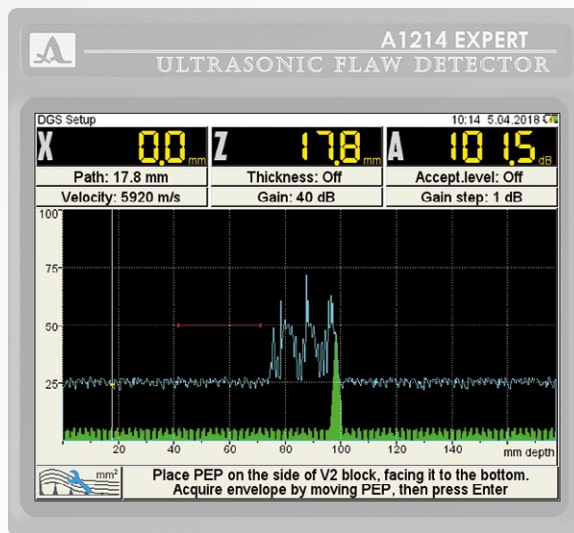 A1214 EXPERT
ULTRASONIC FLAW DETECTOR
DGS Setup 10:14 5.04.2018
X 0.0 mm Z 17.8 mm A 101.5 dB
Path: 17.8 mm Thickness: Off Accept.level: Off
Velocity: 5920 m/s Gain: 40 dB Gain step: 1 dB
100
75
50
25
20 40 60 80 100 120 140 mm depth
mm²
Place PEP on the side of V2 block, facing it to the bottom.
Acquire envelope by moving PEP, then press Enter